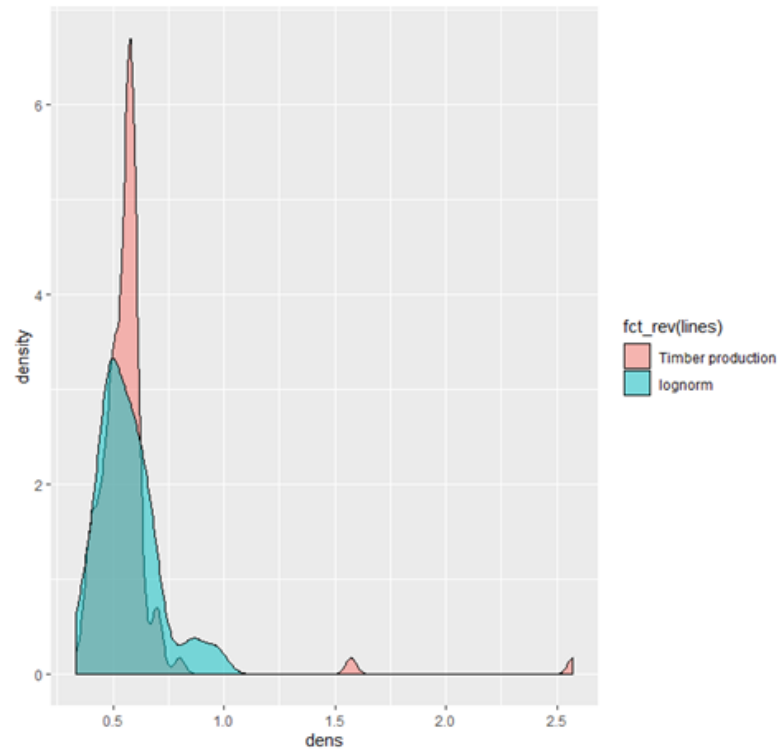 6
4
2
0
density
0.5 1.0 1.5 2.0 2.5
dens
fct_rev(lines)
Timber production
lognorm